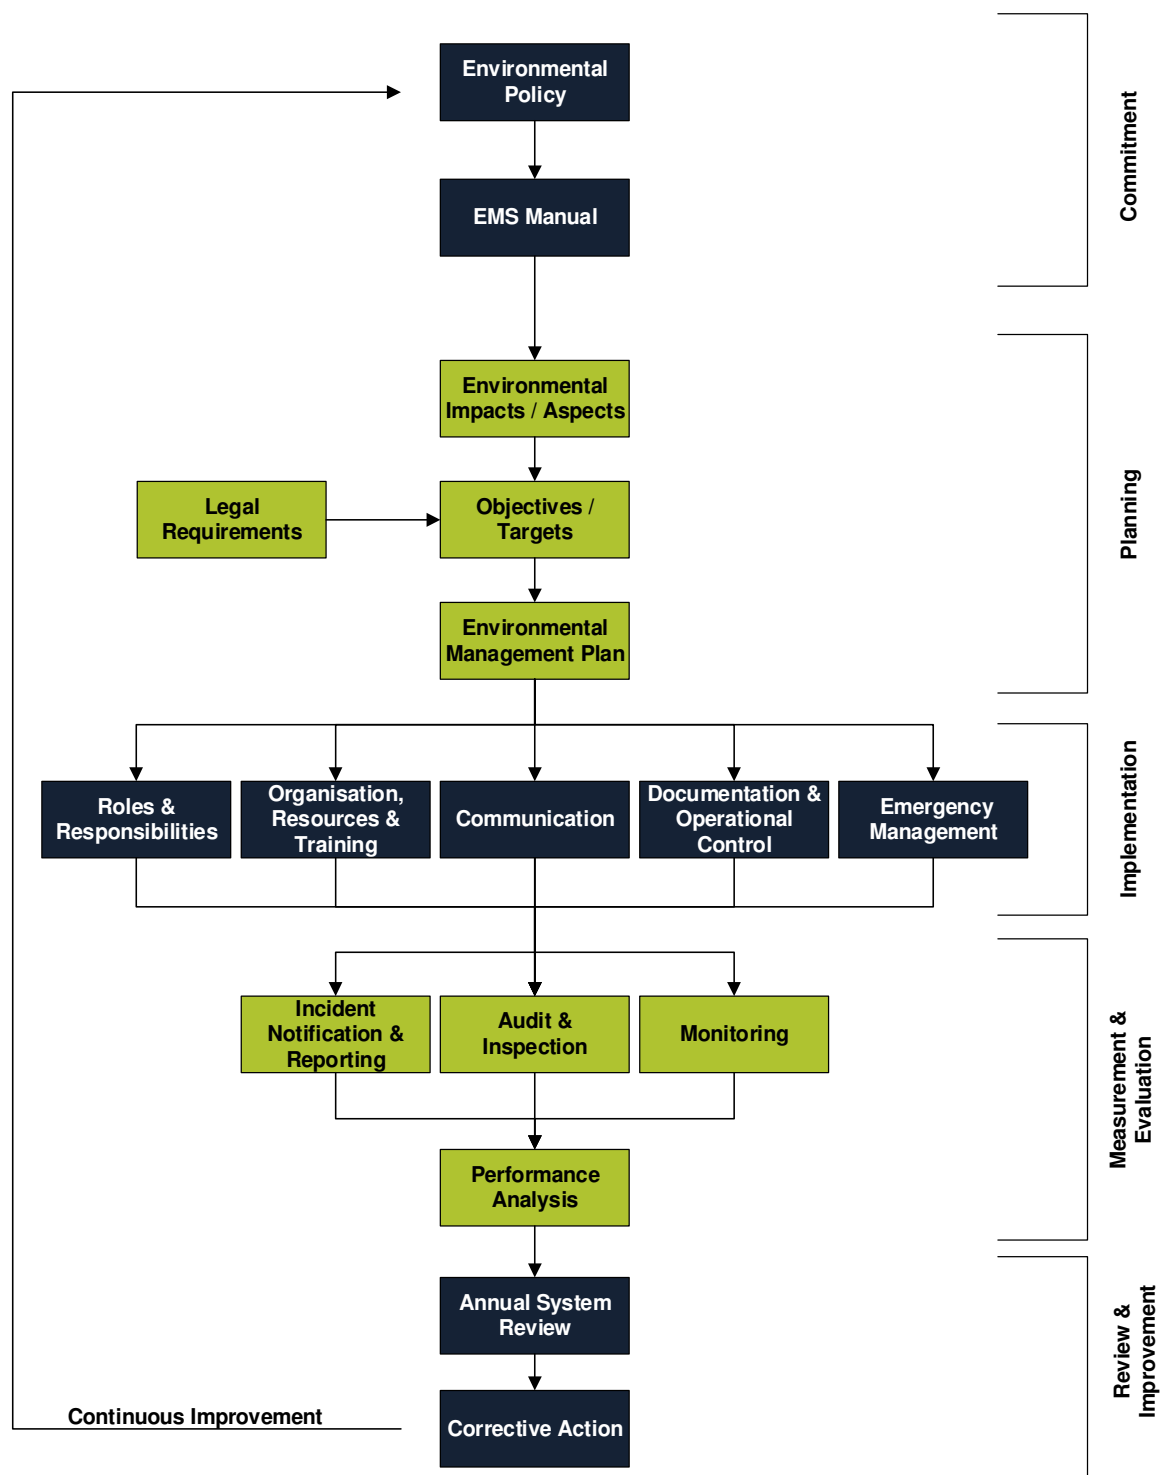 Environmental
Policy
Commitment
EMS Manual
Environmental
Impacts / Aspects
Legal
Requirements
Objectives /
Targets
Planning
Environmental
Management Plan
Roles &
Responsibilities
Organisation,
Resources &
Training
Communication
Documentation &
Operational
Control
Emergency
Management
Implementation
Incident
Notification &
Reporting
Audit &
Inspection
Monitoring
Measurement &
Evaluation
Performance
Analysis
Annual System
Review
Review &
Improvement
Continuous Improvement
Corrective Action